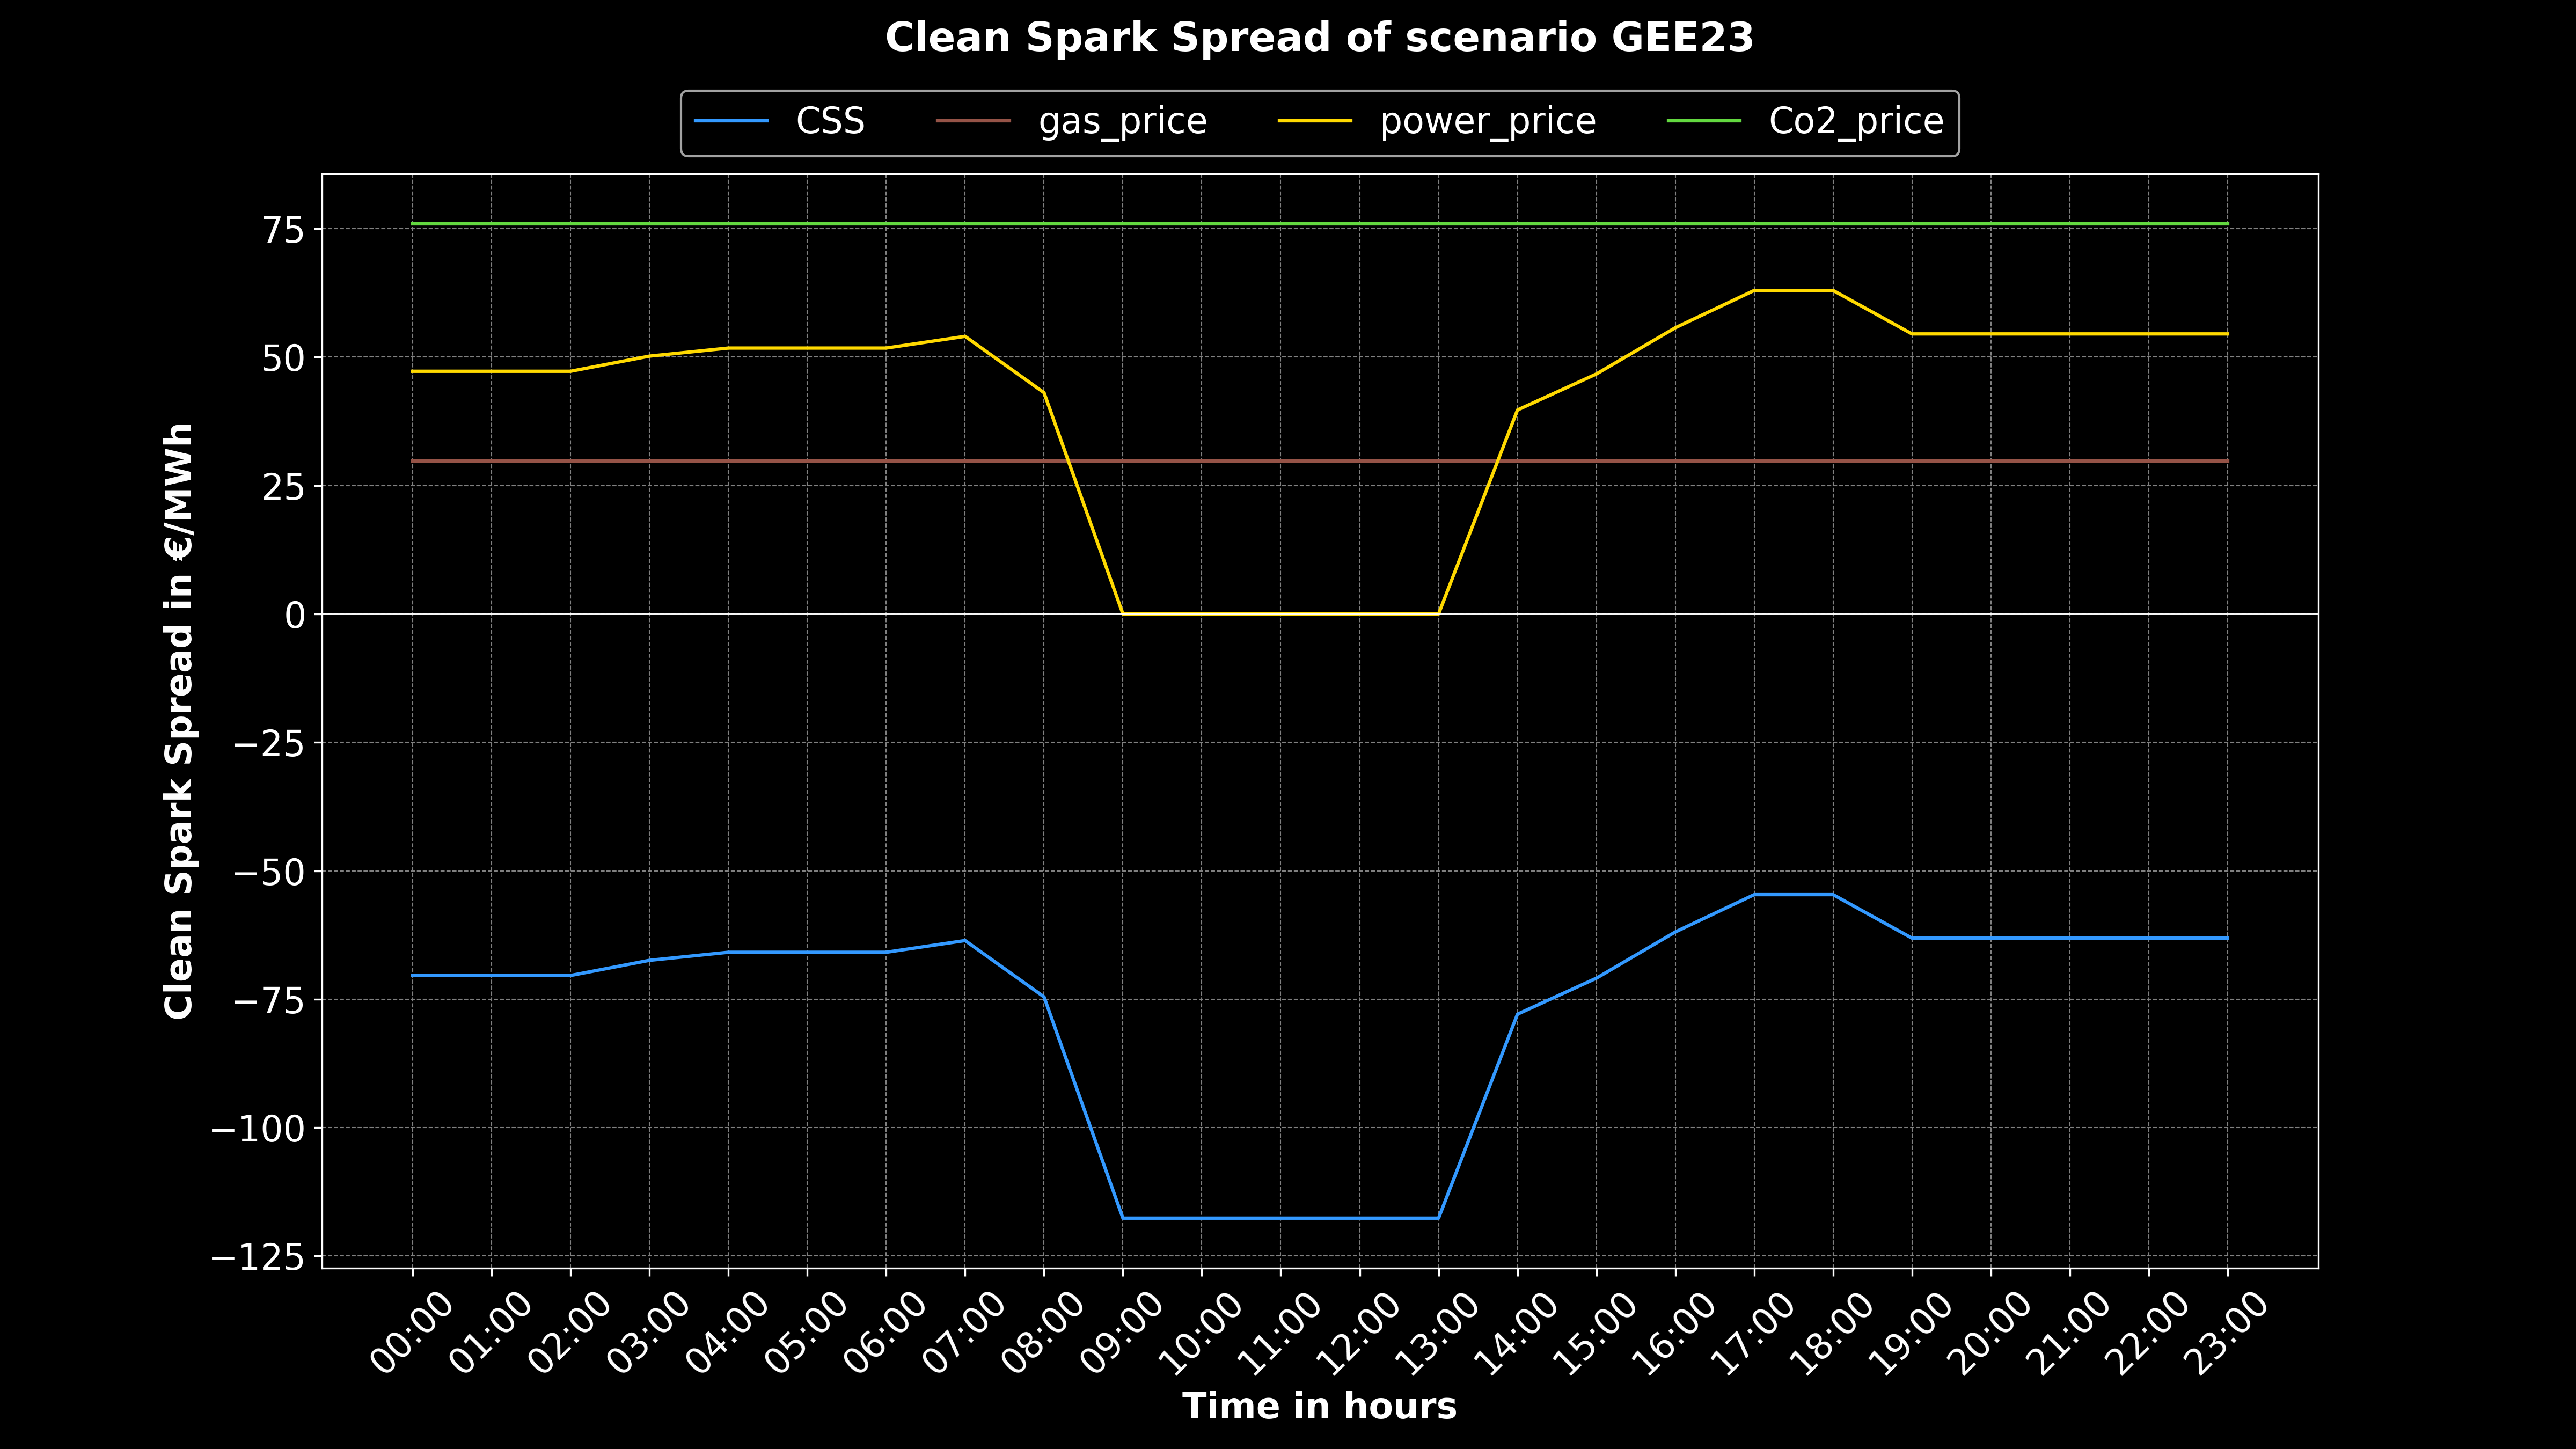 Clean Spark Spread of scenario GEE23
CSS gas_price power_price Co2_price
75
50
25
0
−25
−50
−75
−100
−125
Clean Spark Spread in €/MWh
00:00 01:00 02:00 03:00 04:00 05:00 06:00 07:00 08:00 09:00 10:00 11:00 12:00 13:00 14:00 15:00 16:00 17:00 18:00 19:00 20:00 21:00 22:00 23:00
Time in hours